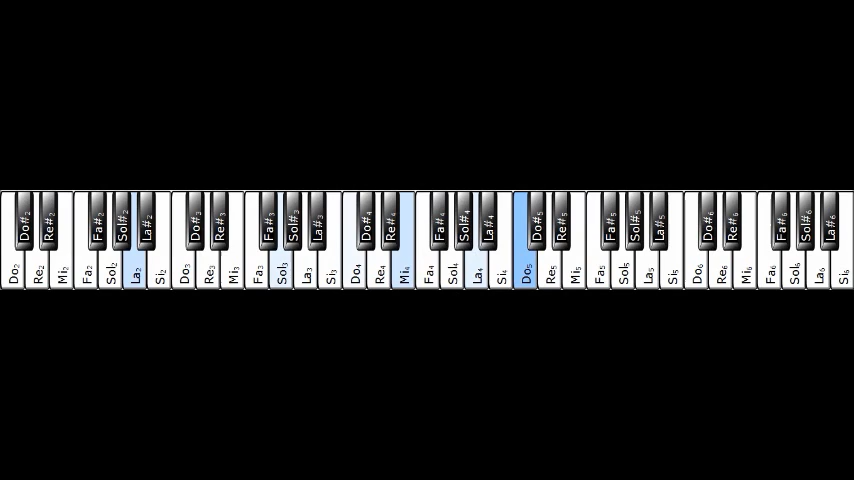 Do#2 Re#2 Fa#2 Sol#2 La#2 Do#3 Re#3 Fa#3 Sol#3 La#3 Do#4 Re#4 Fa#4 Sol#4 La#4 Do#5 Re#5 Fa#5 Sol#5 La#5 Do#6 Re#6 Fa#6 Sol#6 La#6
Do2 Re2 Mi2 Fa2 Sol2 La2 Si2 Do3 Re3 Mi3 Fa3 Sol3 La3 Si3 Do4 Re4 Mi4 Fa4 Sol4 La4 Si4 Do5 Re5 Mi5 Fa5 Sol5 La5 Si5 Do6 Re6 Mi6 Fa6 Sol6 La6 Si6